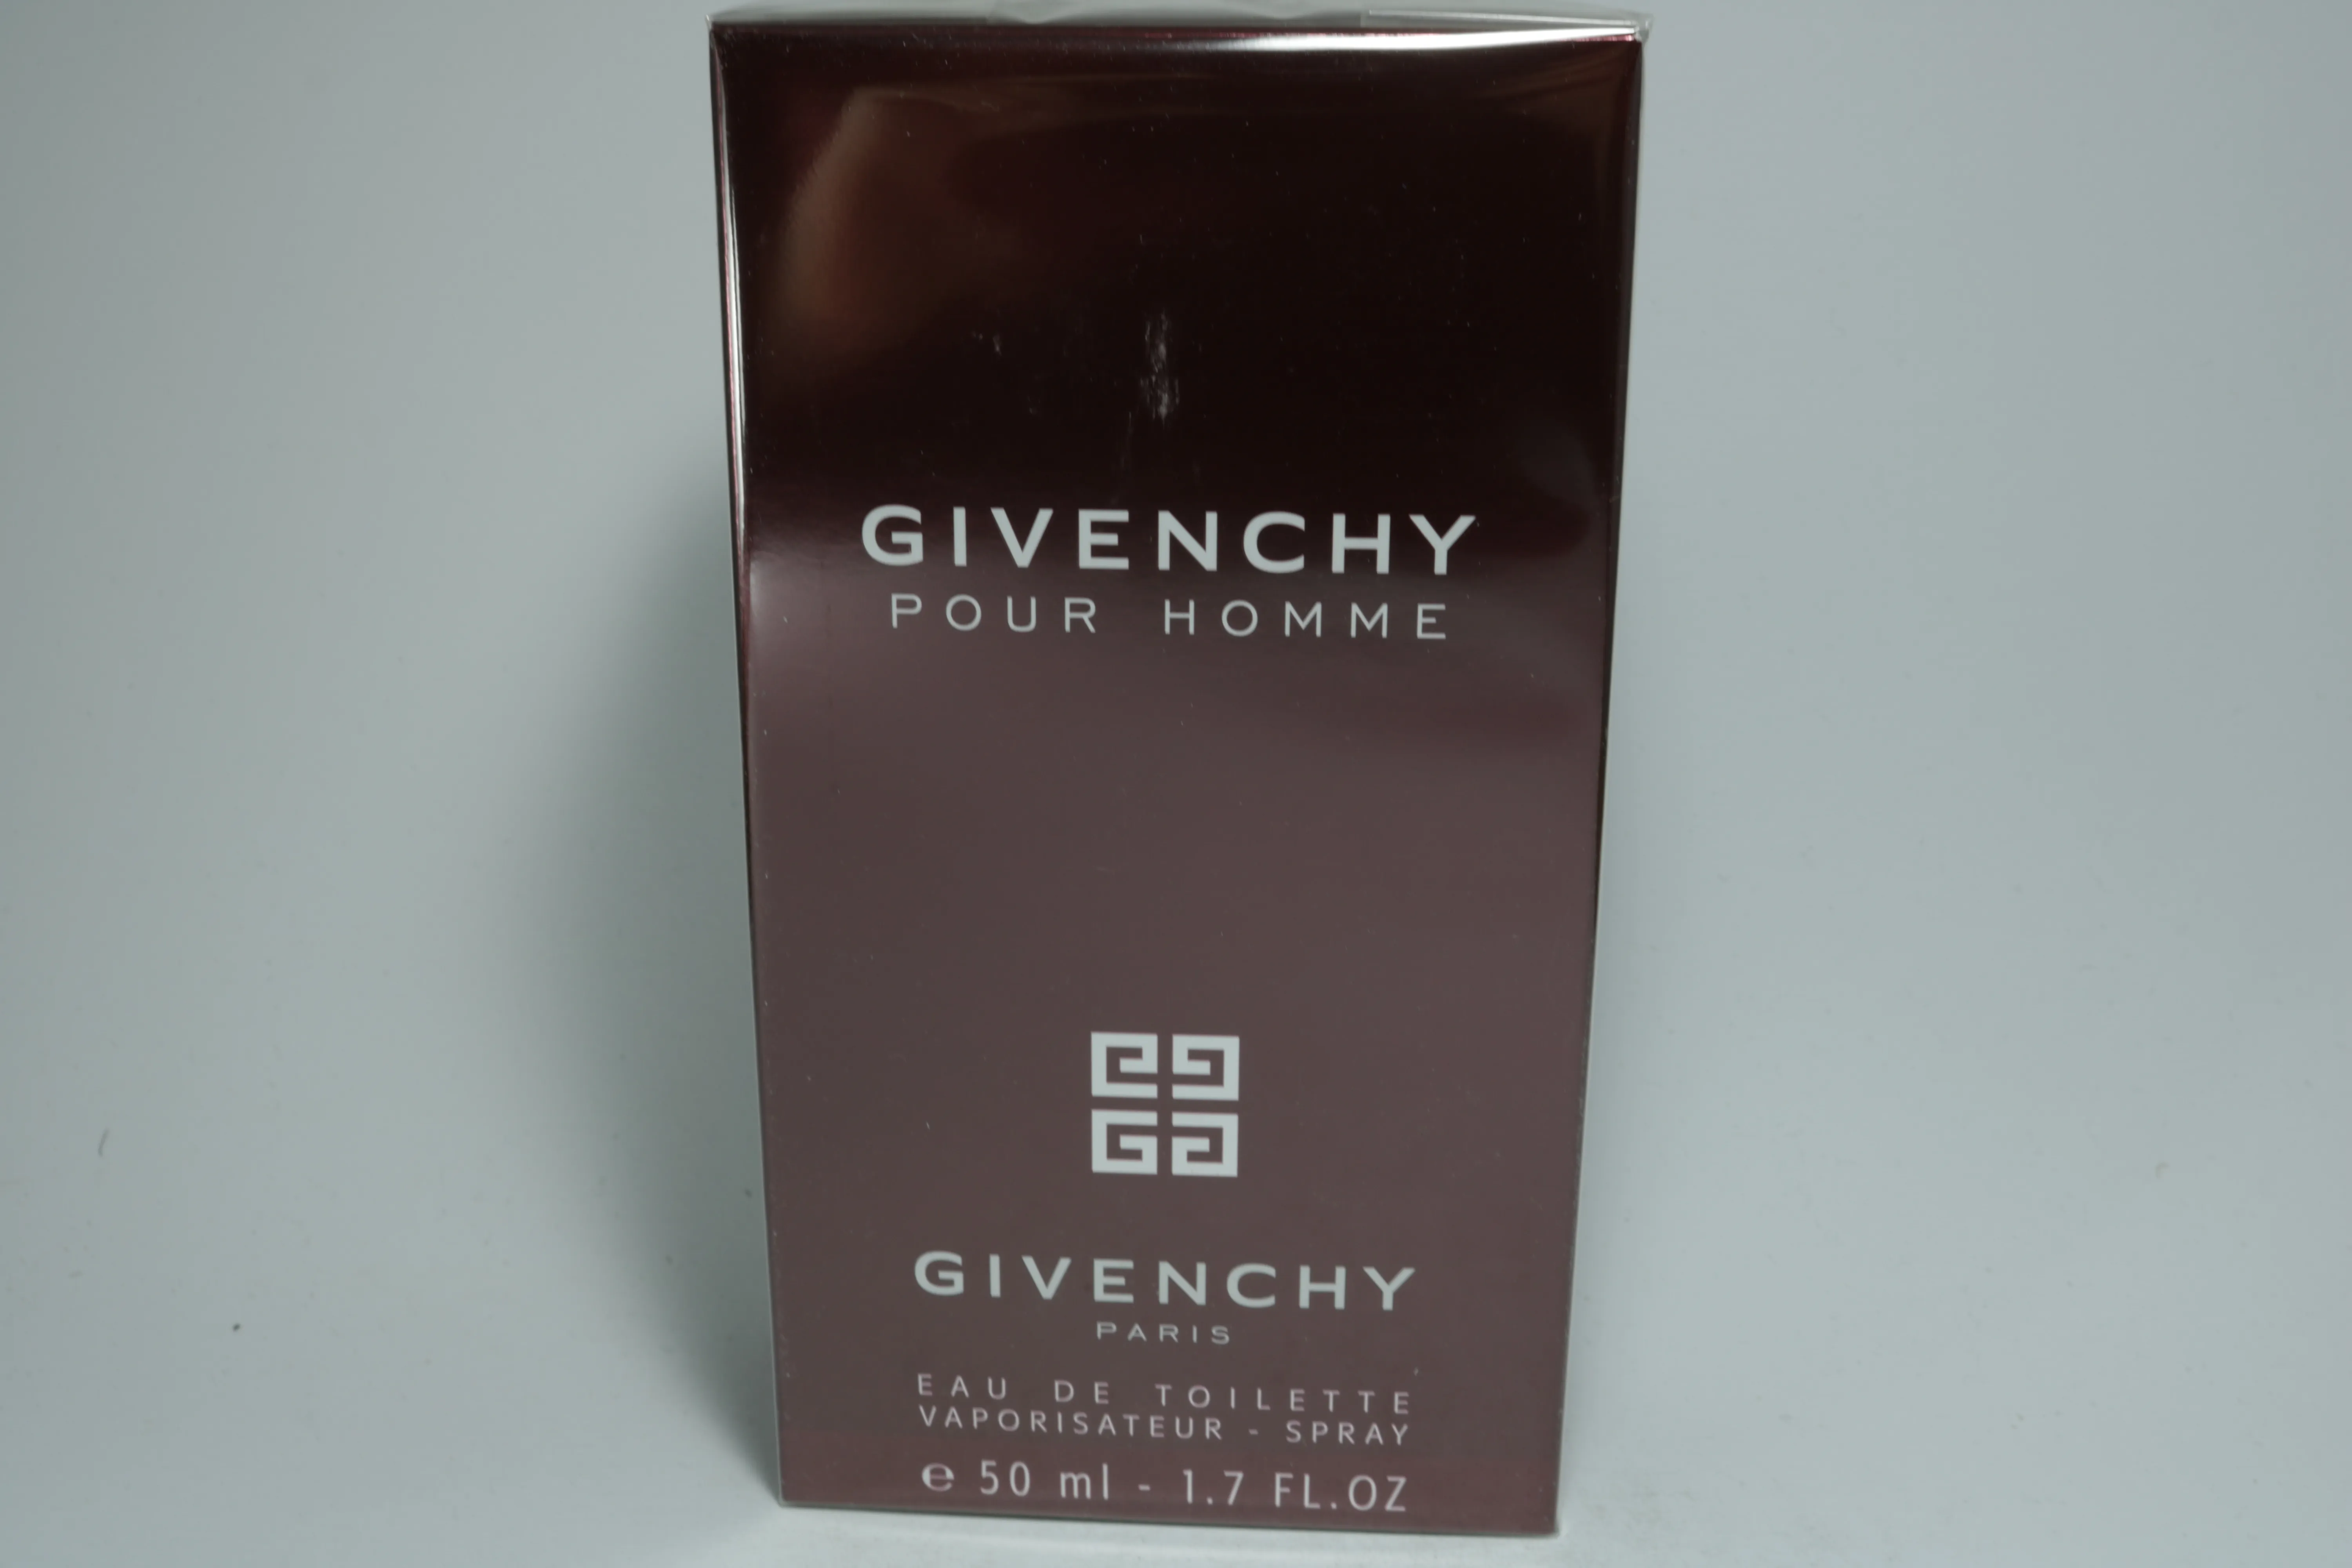 GIVENCHY
POUR HOMME
GIVENCHY
PARIS
EAU DE TOILETTE
VAPORISATEUR - SPRAY
℮ 50 ml - 1.7 FL.OZ